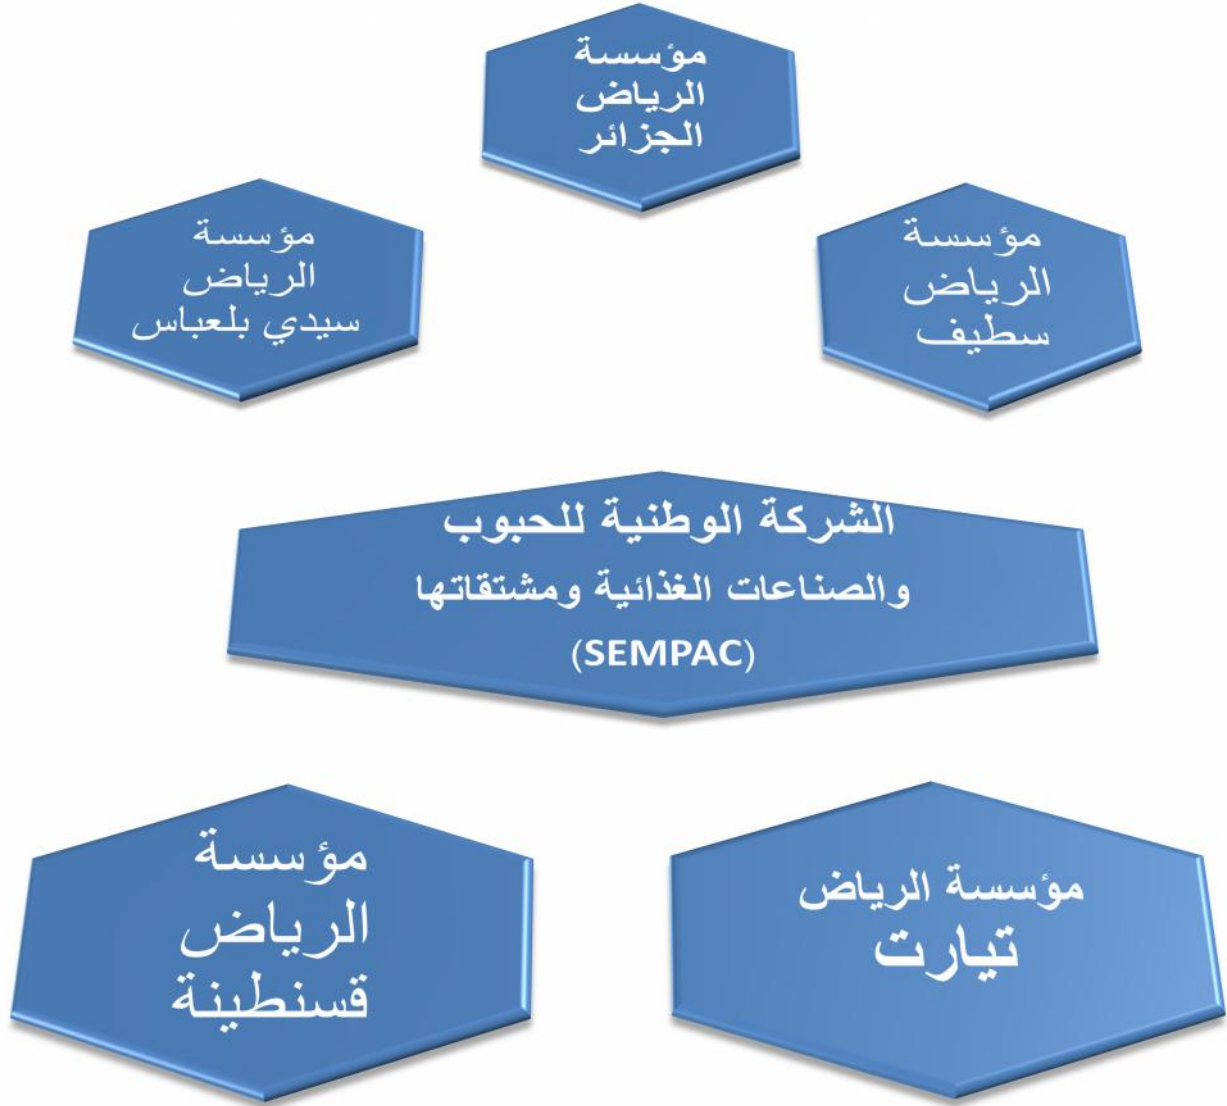 مؤسسة
الرياض
الجزائر
مؤسسة
الرياض
سطيف
مؤسسة
الرياض
سيدي بلعباس
الشركة الوطنية للحبوب
والصناعات الغذائية ومشتقاتها
(SEMPAC)
مؤسسة الرياض
تيارت
مؤسسة
الرياض
قسنطينة